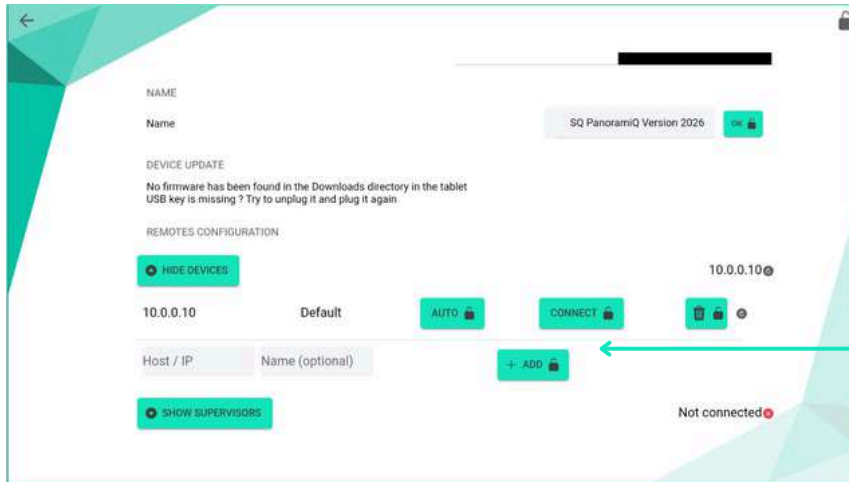 NAME
Name SQ PanoramiQ Version 2026 OK
DEVICE UPDATE
No firmware has been found in the Downloads directory in the tablet
USB key is missing ? Try to unplug it and plug it again
REMOTES CONFIGURATION
HIDE DEVICES 10.0.0.10
10.0.0.10 Default AUTO CONNECT
Host / IP Name (optional) + ADD
SHOW SUPERVISORS Not connected